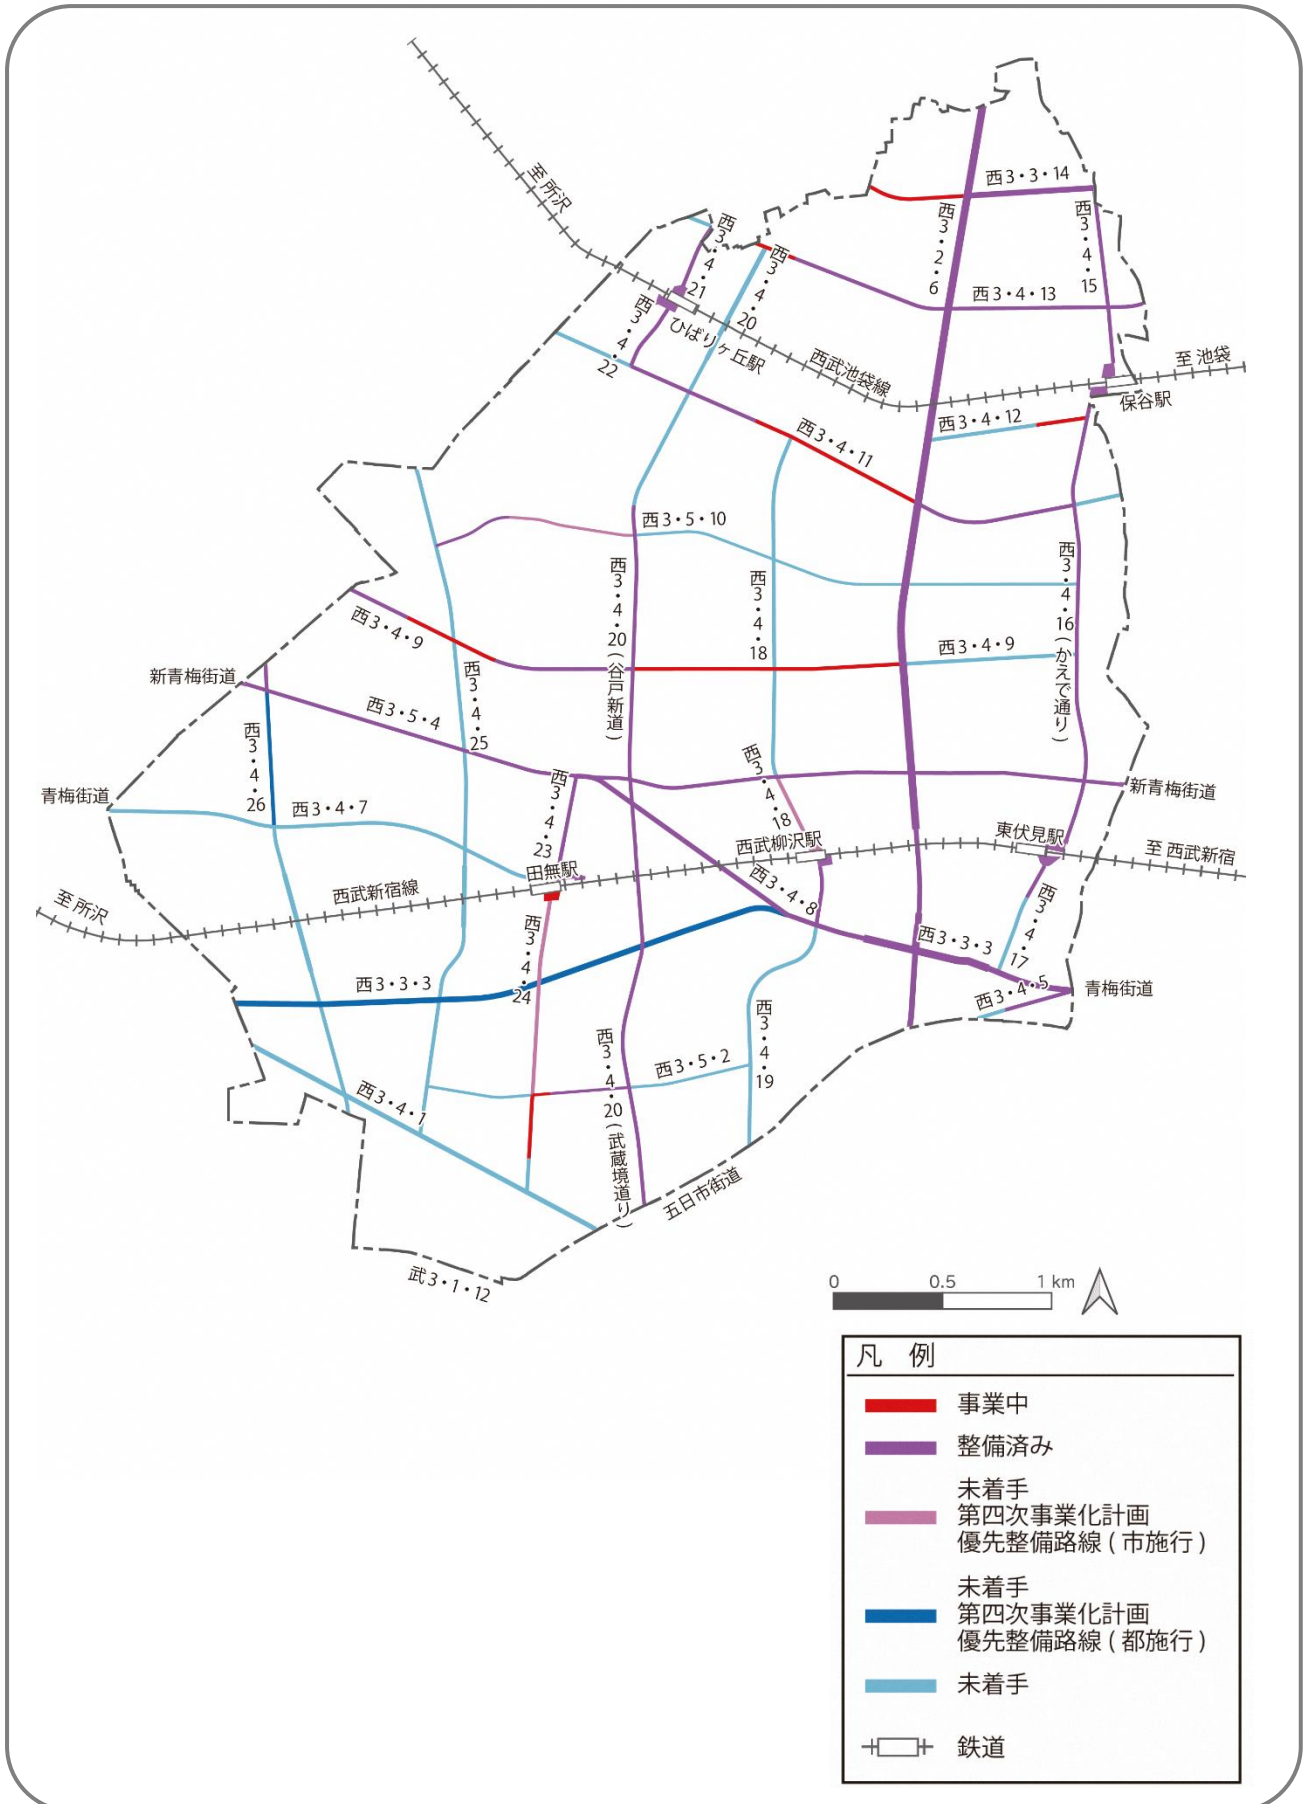 至 所沢
西3・3・14
西3・2・6
西3・4・15
西3・4・21
西3・4・20
西3・4・13
西3・4・22
ひばりヶ丘駅
西武池袋線
至 池袋
保谷駅
西3・4・12
西3・4・11
西3・5・10
西3・4・20(谷戸新道)
西3・4・18
西3・4・16(かえで通り)
西3・4・9
西3・4・9
新青梅街道
西3・5・4
西3・4・25
西3・4・26
青梅街道
西3・4・7
西3・4・23
西3・4・18
新青梅街道
西武柳沢駅
東伏見駅
至 西武新宿
田無駅
西武新宿線
至 所沢
西3・4・8
西3・4・17
西3・3・3
西3・4・24
西3・3・3
西3・4・5
青梅街道
西3・4・19
西3・5・2
西3・4・20(武蔵境道り)
西3・4・1
五日市街道
武3・1・12
0 0.5 1 km
凡 例
事業中
整備済み
未着手
第四次事業化計画
優先整備路線(市施行)
未着手
第四次事業化計画
優先整備路線(都施行)
未着手
鉄道